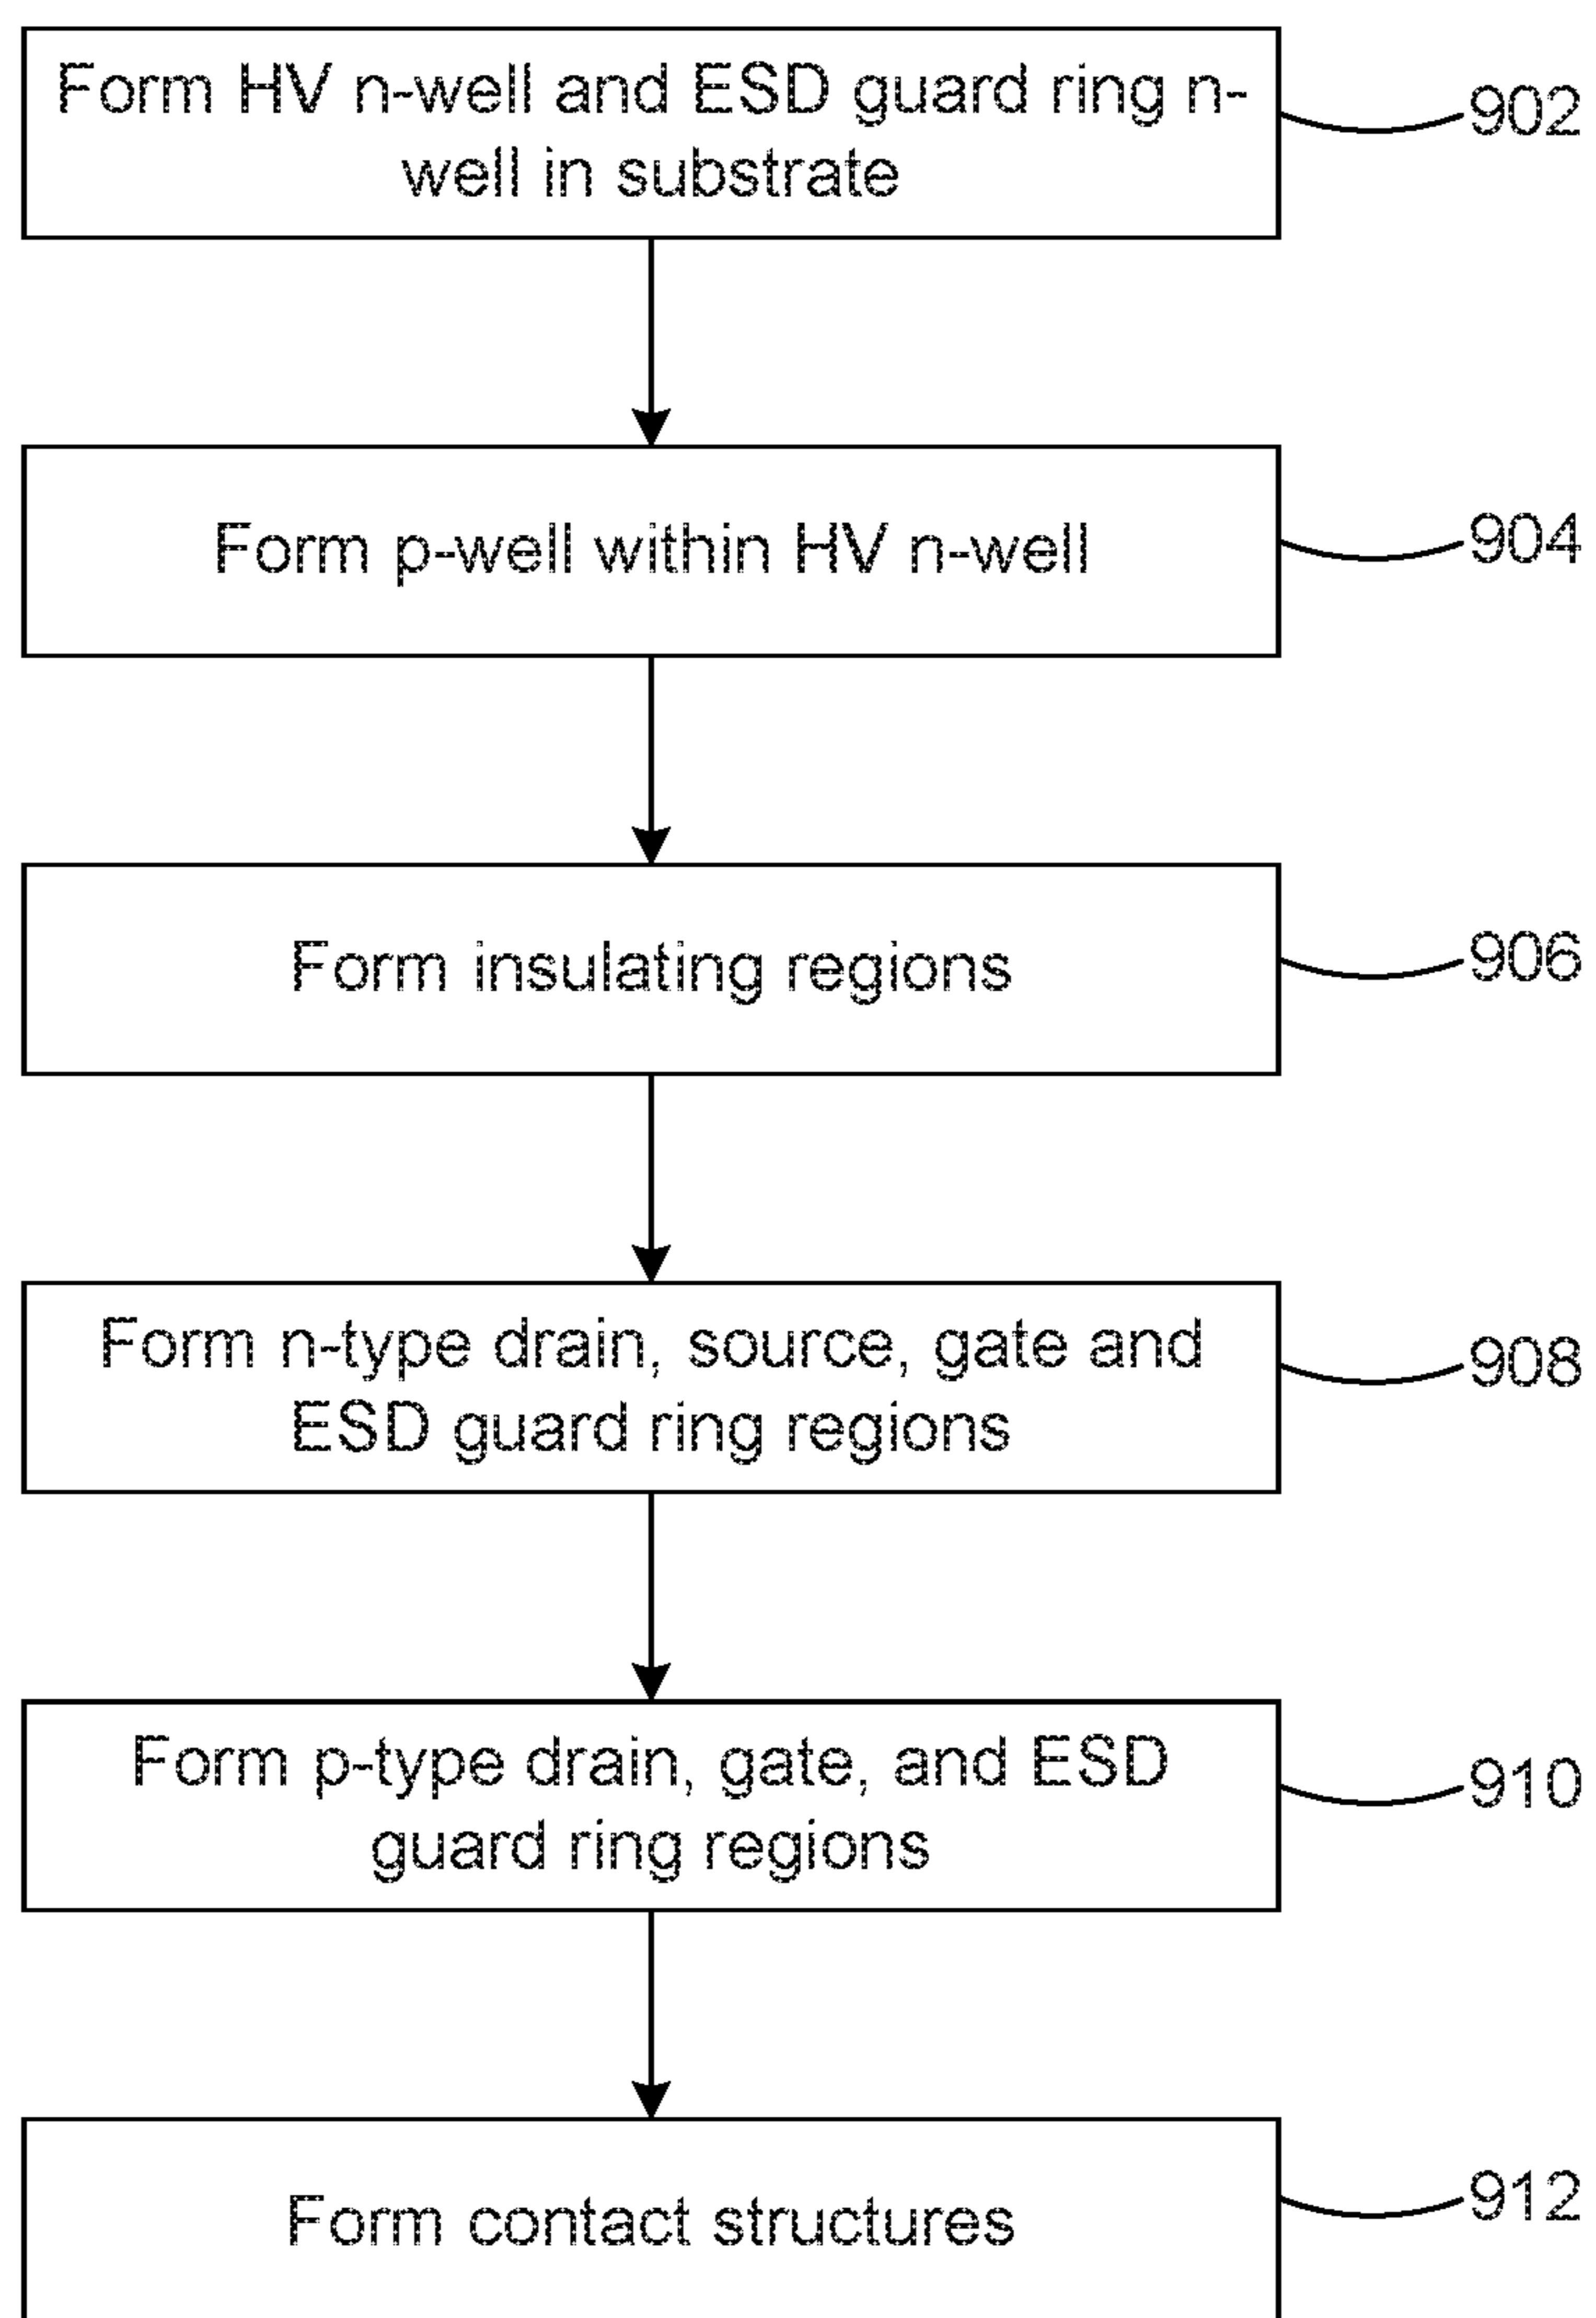 Form HV n-well and ESD guard ring n-
well in substrate
902
Form p-well within HV n-well
904
Form insulating regions
906
Form n-type drain, source, gate and
ESD guard ring regions
908
Form p-type drain, gate, and ESD
guard ring regions
910
Form contact structures
912